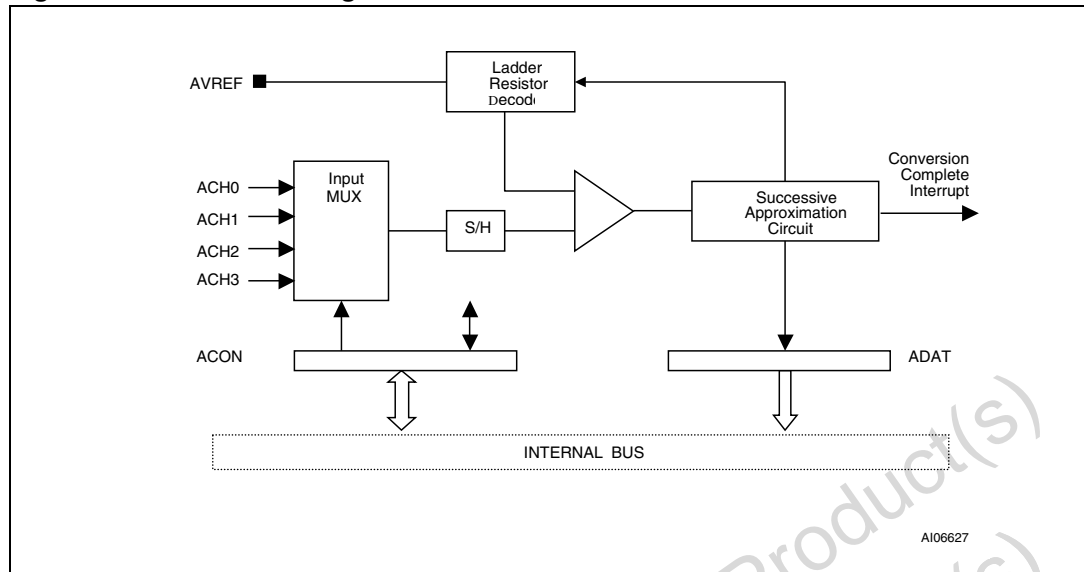 AVREF
Ladder
Resistor
Decod
Input
MUX
ACH0
ACH1
ACH2
ACH3
S/H
Successive
Approximation
Circuit
Conversion
Complete
Interrupt
ACON
ADAT
INTERNAL BUS
Product(s)
AI06627